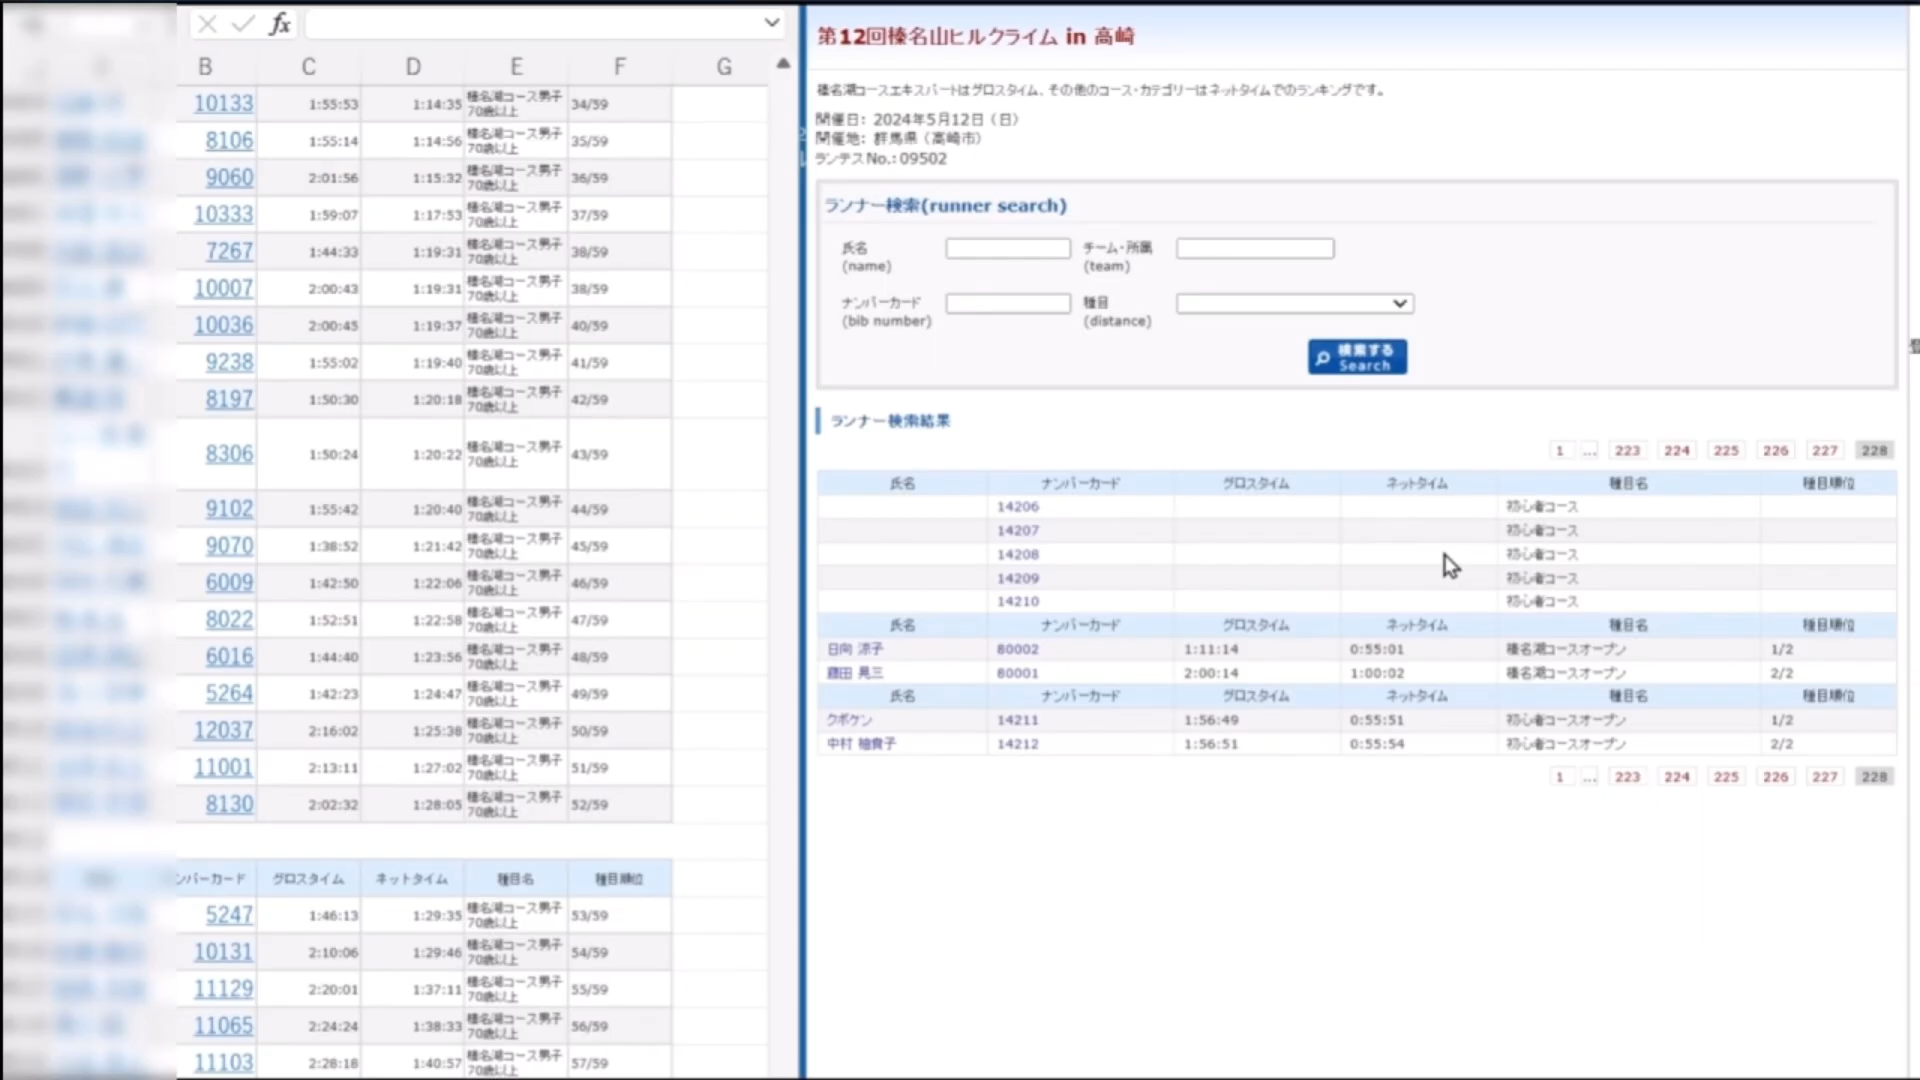 fx
B C D E F G
10133 1:55:53 1:14:35 榛名湖コース男子70歳以上 34/59
8106 1:55:14 1:14:56 榛名湖コース男子70歳以上 35/59
9060 2:01:56 1:15:32 榛名湖コース男子70歳以上 36/59
10333 1:59:07 1:17:53 榛名湖コース男子70歳以上 37/59
7267 1:44:33 1:19:31 榛名湖コース男子70歳以上 38/59
10007 2:00:43 1:19:31 榛名湖コース男子70歳以上 38/59
10036 2:00:45 1:19:37 榛名湖コース男子70歳以上 40/59
9238 1:55:02 1:19:40 榛名湖コース男子70歳以上 41/59
8197 1:50:30 1:20:18 榛名湖コース男子70歳以上 42/59
8306 1:50:24 1:20:22 榛名湖コース男子70歳以上 43/59
9102 1:55:42 1:20:40 榛名湖コース男子70歳以上 44/59
9070 1:38:52 1:21:42 榛名湖コース男子70歳以上 45/59
6009 1:42:50 1:22:06 榛名湖コース男子70歳以上 46/59
8022 1:52:51 1:22:58 榛名湖コース男子70歳以上 47/59
6016 1:44:40 1:23:56 榛名湖コース男子70歳以上 48/59
5264 1:42:23 1:24:47 榛名湖コース男子70歳以上 49/59
12037 2:16:02 1:25:38 榛名湖コース男子70歳以上 50/59
11001 2:13:11 1:27:02 榛名湖コース男子70歳以上 51/59
8130 2:02:32 1:28:05 榛名湖コース男子70歳以上 52/59
ンバーカード グロスタイム ネットタイム 種目名 種目順位
5247 1:46:13 1:29:35 榛名湖コース男子70歳以上 53/59
10131 2:10:06 1:29:46 榛名湖コース男子70歳以上 54/59
11129 2:20:01 1:37:11 榛名湖コース男子70歳以上 55/59
11065 2:24:24 1:38:33 榛名湖コース男子70歳以上 56/59
11103 2:28:18 1:40:57 榛名湖コース男子70歳以上 57/59
第12回榛名山ヒルクライム in 高崎
榛名湖コースエキスパートはグロスタイム、その他のコース・カテゴリーはネットタイムでのランキングです。
開催日: 2024年5月12日（日）
開催地: 群馬県（高崎市）
ランテスNo.: 09502
ランナー検索(runner search)
氏名 チーム・所属
(name) (team)
ナンバーカード 種目
(bib number) (distance)
検索する
Search
ランナー検索結果
1 ... 223 224 225 226 227 228
氏名 ナンバーカード グロスタイム ネットタイム 種目名 種目順位
14206 初心者コース
14207 初心者コース
14208 初心者コース
14209 初心者コース
14210 初心者コース
氏名 ナンバーカード グロスタイム ネットタイム 種目名 種目順位
日向 涼子 80002 1:11:14 0:55:01 榛名湖コースオープン 1/2
田 晃三 80001 2:00:14 1:00:02 榛名湖コースオープン 2/2
氏名 ナンバーカード グロスタイム ネットタイム 種目名 種目順位
クボケン 14211 1:56:49 0:55:51 初心者コースオープン 1/2
中村 子 14212 1:56:51 0:55:54 初心者コースオープン 2/2
1 ... 223 224 225 226 227 228